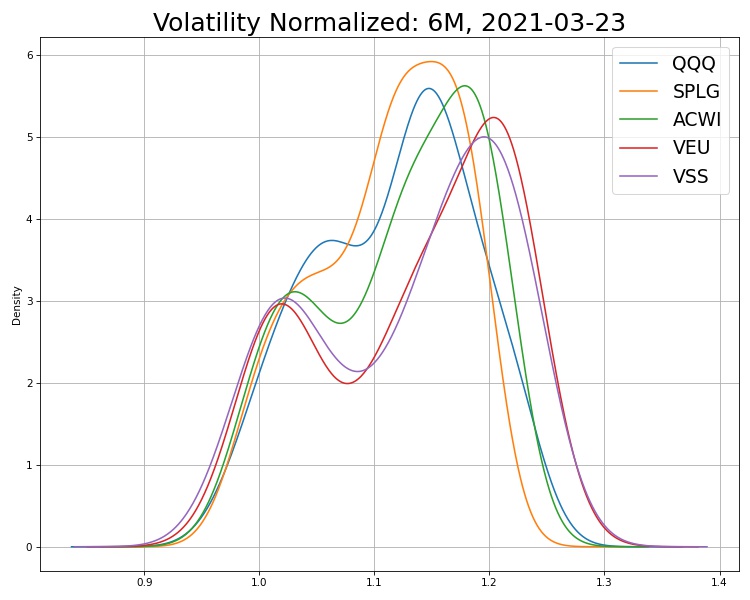 Volatility Normalized: 6M, 2021-03-23
6
5
4
3
2
1
0
Density
QQQ
SPLG
ACWI
VEU
VSS
0.9
1.0
1.1
1.2
1.3
1.4